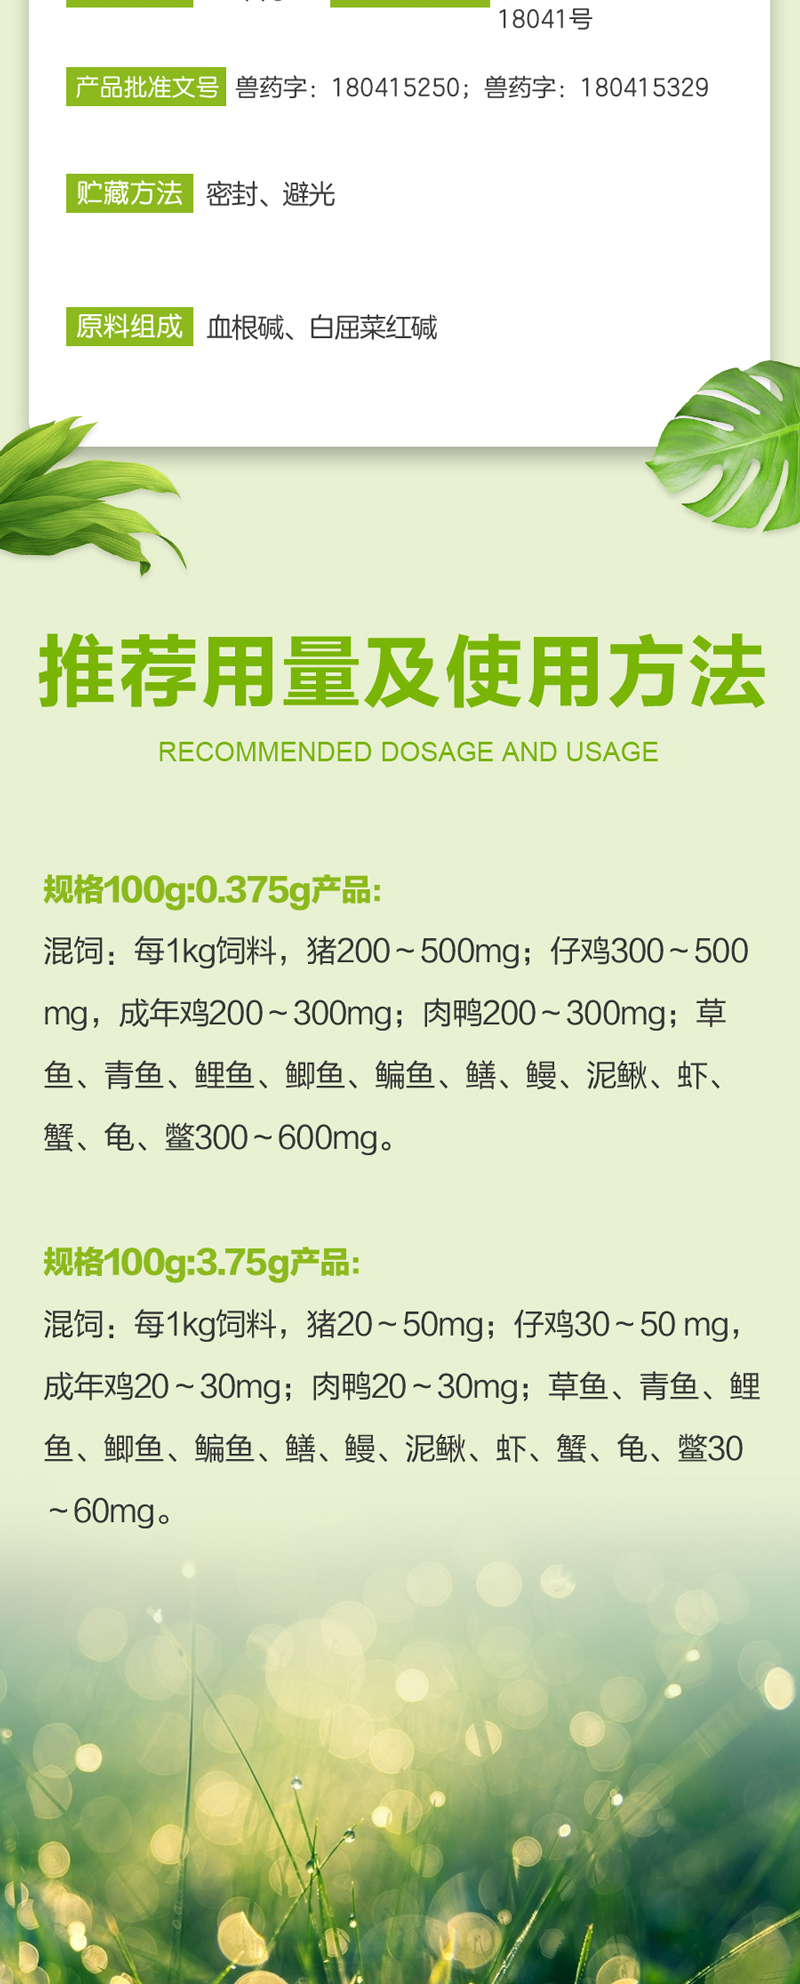 18041号
产品批准文号 兽药字：180415250；兽药字：180415329
贮藏方法 密封、避光
原料组成 血根碱、白屈菜红碱
推荐用量及使用方法
RECOMMENDED DOSAGE AND USAGE
规格100g:0.375g产品:
混饲：每1kg饲料，猪200～500mg；仔鸡300～500
mg，成年鸡200～300mg；肉鸭200～300mg；草
鱼、青鱼、鲤鱼、鲫鱼、鳊鱼、鳝、鳗、泥鳅、虾、
蟹、龟、鳖300～600mg。
规格100g:3.75g产品:
混饲：每1kg饲料，猪20～50mg；仔鸡30～50 mg，
成年鸡20～30mg；肉鸭20～30mg；草鱼、青鱼、鲤
鱼、鲫鱼、鳊鱼、鳝、鳗、泥鳅、虾、蟹、龟、鳖30
～60mg。